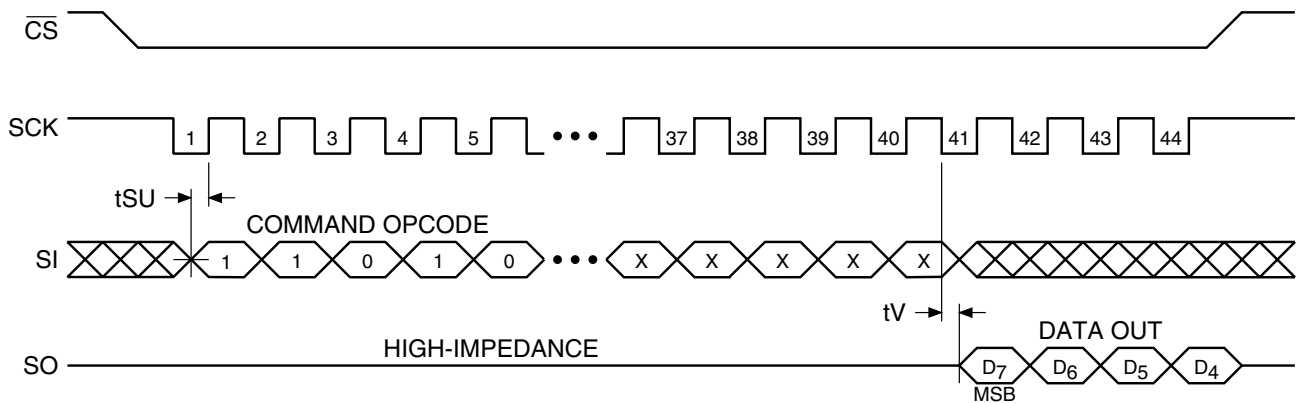 CS
SCK
1 2 3 4 5 37 38 39 40 41 42 43 44
tSU
COMMAND OPCODE
SI
1 1 0 1 0 X X X X X
tV
DATA OUT
HIGH-IMPEDANCE
SO
D7 D6 D5 D4
MSB